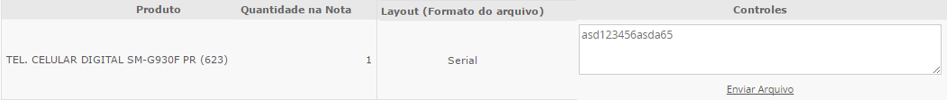 Produto Quantidade na Nota Layout (Formato do arquivo) Controles
TEL. CELULAR DIGITAL SM-G930F PR (623) 1 Serial asd123456asda65
Enviar Arquivo